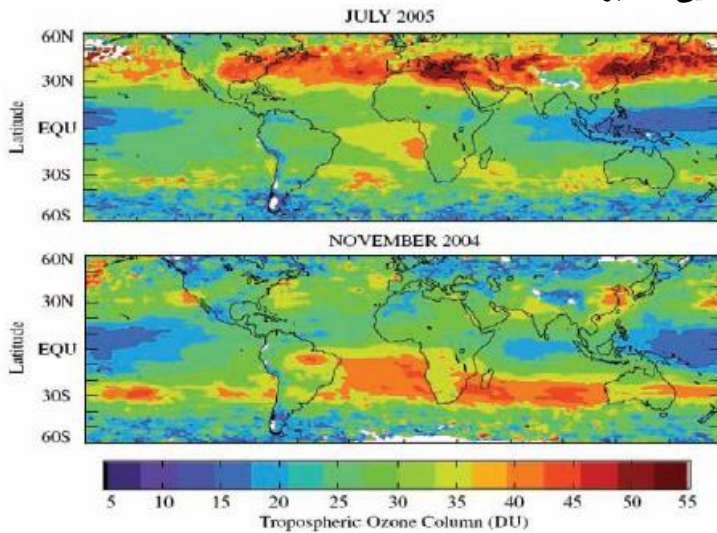 JULY 2005
60N
30N
EQU
30S
60S
Latitude
NOVEMBER 2004
60N
30N
EQU
30S
60S
Latitude
5 10 15 20 25 30 35 40 45 50 55
Tropospheric Ozone Column (DU)